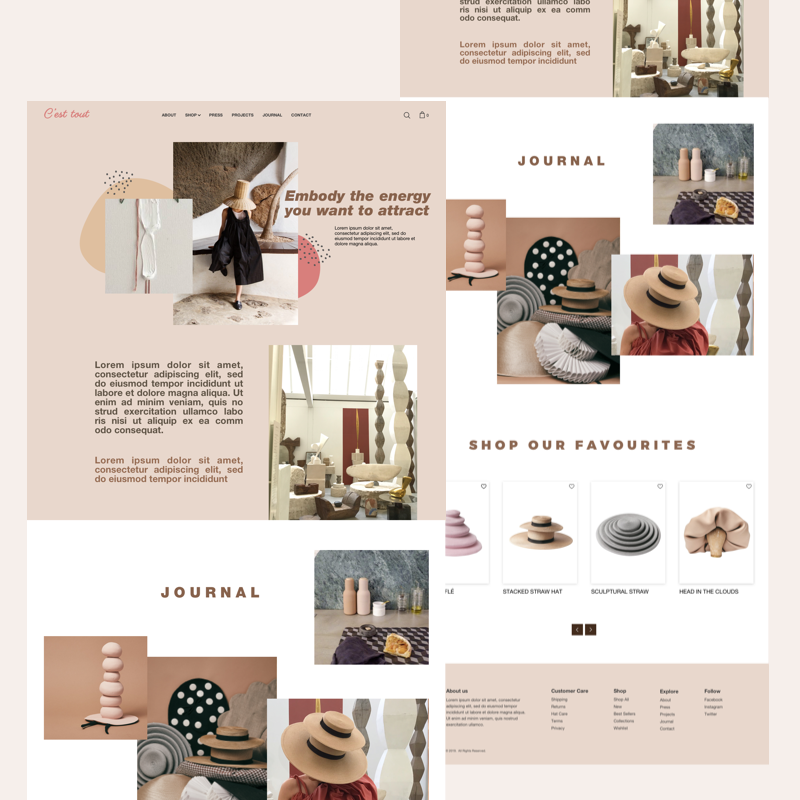 C'est tout
ABOUT
SHOP
PRESS
PROJECTS
JOURNAL
CONTACT
0
Embody the energy
you want to attract
Lorem ipsum dolor sit amet,
consectetur adipiscing elit, sed do
eiusmod tempor incididunt ut labore et
dolore magna aliqua.
Lorem ipsum dolor sit amet,
consectetur adipiscing elit, sed
do eiusmod tempor incididunt ut
labore et dolore magna aliqua. Ut
enim ad minim veniam, quis no
strud exercitation ullamco labo
ris nisi ut aliquip ex ea comm
odo consequat.
Lorem ipsum dolor sit amet,
consectetur adipiscing elit, sed
do eiusmod tempor incididunt
JOURNAL
strud exercitation ullamco labo
ris nisi ut aliquip ex ea comm
odo consequat.
Lorem ipsum dolor sit amet,
consectetur adipiscing elit, sed
do eiusmod tempor incididunt
JOURNAL
SHOP OUR FAVOURITES
FLÉ
STACKED STRAW HAT
SCULPTURAL STRAW
HEAD IN THE CLOUDS
About us
Lorem ipsum dolor sit amet, consectetur
adipiscing elit, sed do eiusmod tempor
incididunt ut labore et dolore magna aliqua.
Ut enim ad minim veniam, quis nostrud
exercitation ullamco laboris.
Customer Care
Shipping
Returns
Hat Care
Terms
Privacy
Shop
Shop All
New
Best Sellers
Collections
Wishlist
Explore
About
Press
Projects
Journal
Contact
Follow
Facebook
Instagram
Twitter
All Rights Reserved.